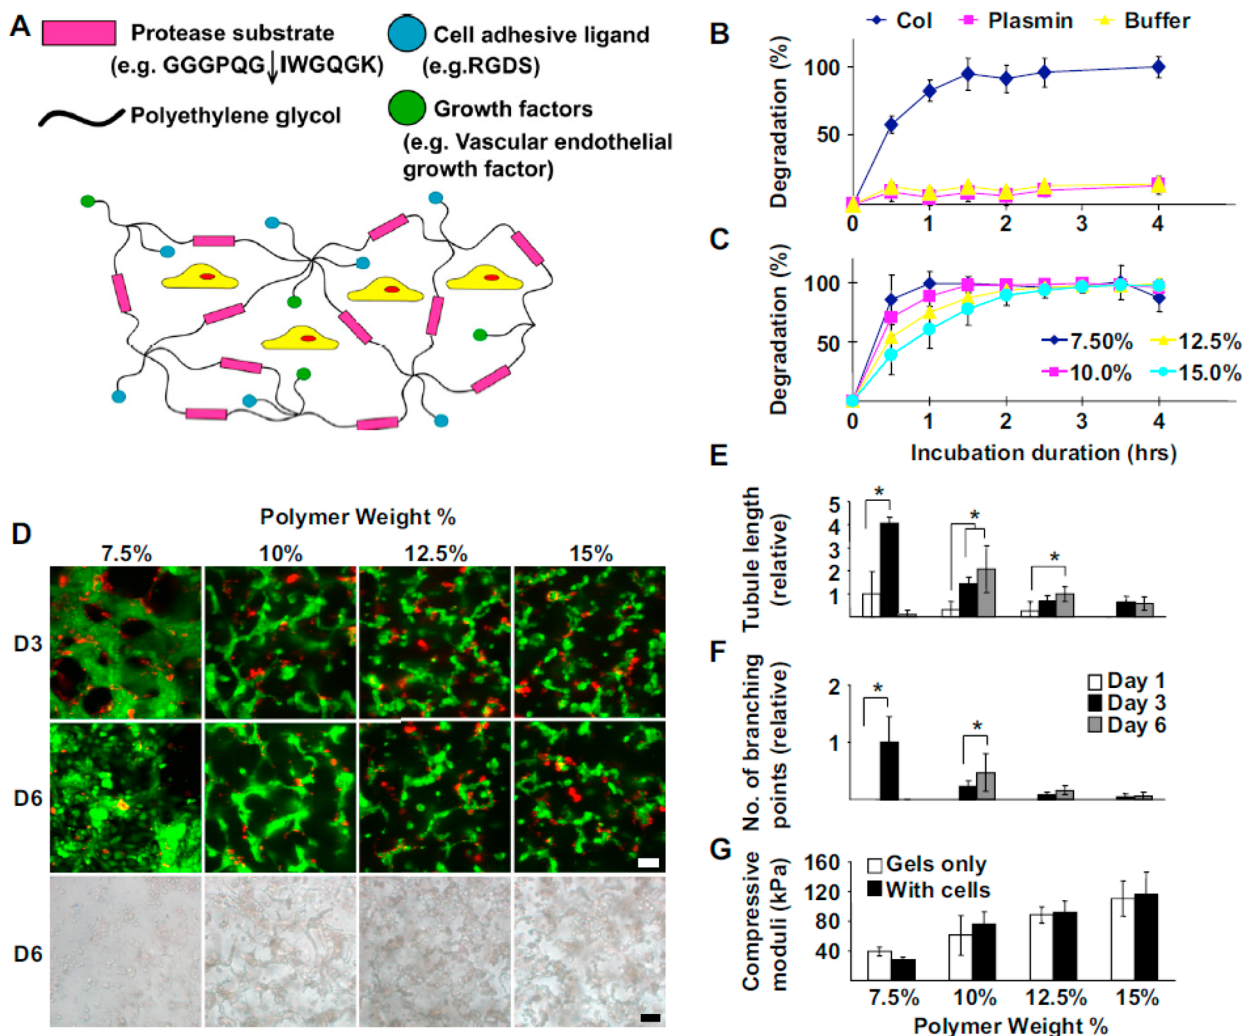 A
Protease substrate
(e.g. GGGPQG↓IWGQGK)
Polyethylene glycol
Cell adhesive ligand
(e.g.RGDS)
Growth factors
(e.g. Vascular endothelial
growth factor)
B
Col Plasmin Buffer
Degradation (%)
100
50
0 1 2 3 4
C
Degradation (%)
100
50
7.50% 12.5%
10.0% 15.0%
0 1 2 3 4
Incubation duration (hrs)
D
Polymer Weight %
7.5% 10% 12.5% 15%
D3
D6
D6
E
Tubule length
(relative)
5
4
3
2
1
* * *
F
No. of branching
points (relative)
2
1
* *
Day 1
Day 3
Day 6
G
Compressive
moduli (kPa)
160
120
80
40
Gels only
With cells
7.5% 10% 12.5% 15%
Polymer Weight %